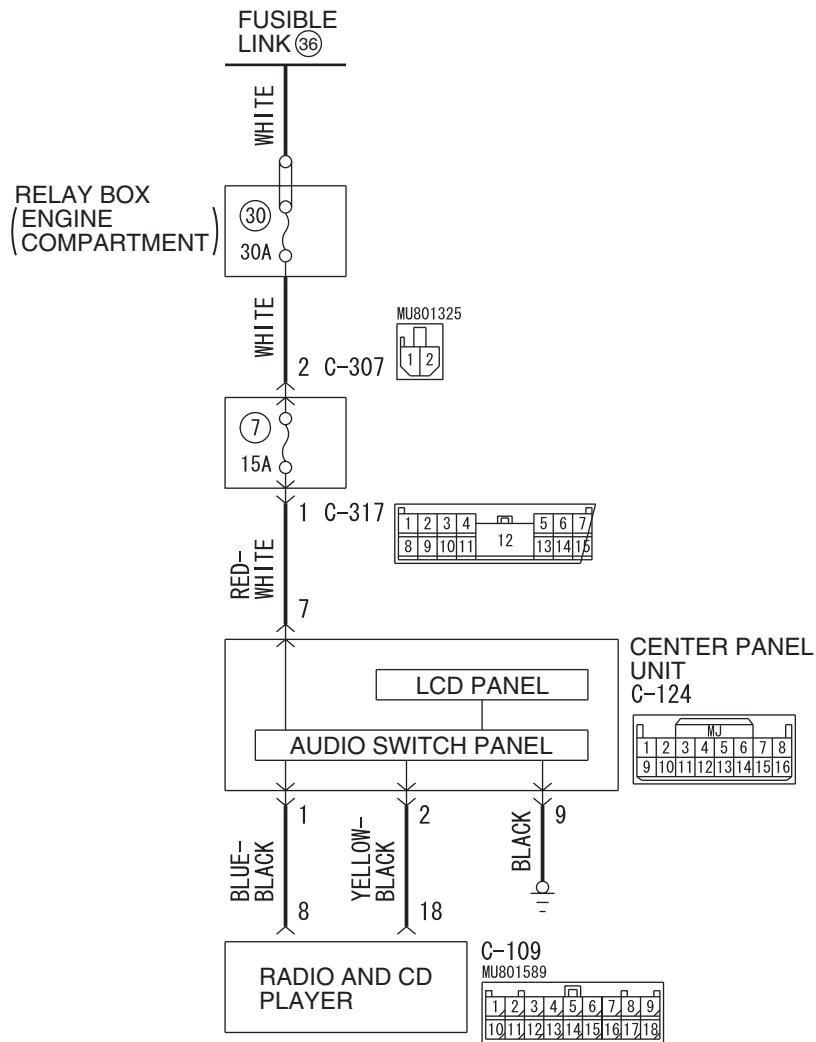 FUSIBLE
LINK 36
WHITE
RELAY BOX
(ENGINE
COMPARTMENT)
30
30A
WHITE
MU801325
1 2
2 C-307
7
15A
1 C-317
1 2 3 4 5 6 7
8 9 10 11 12 13 14 15
RED-
WHITE
7
CENTER PANEL
UNIT
C-124
LCD PANEL
AUDIO SWITCH PANEL
MJ
1 2 3 4 5 6 7 8
9 10 11 12 13 14 15 16
1 2 9
BLUE-
BLACK
YELLOW-
BLACK
BLACK
8 18
RADIO AND CD
PLAYER
C-109
MU801589
1 2 3 4 5 6 7 8 9
10 11 12 13 14 15 16 17 18